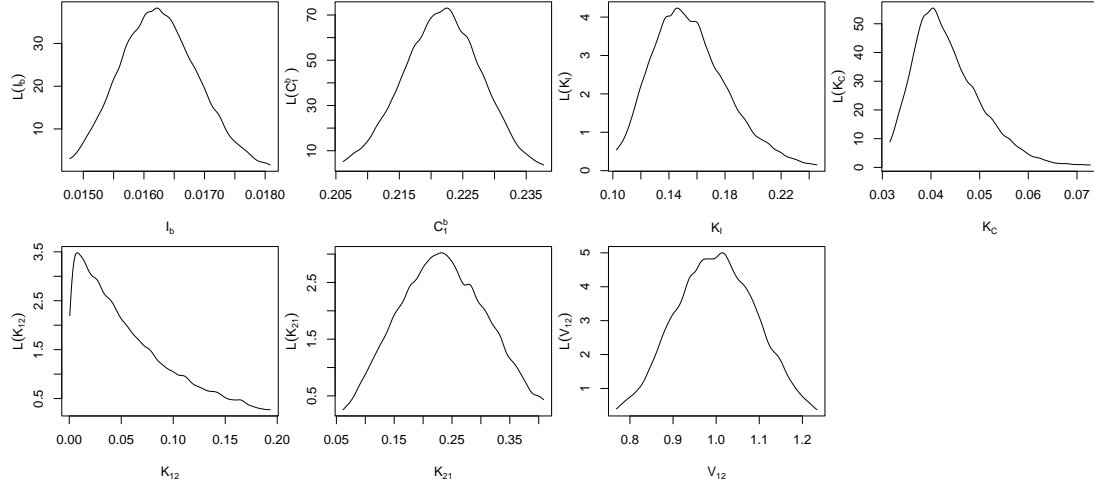 L(I_b)
10 20 30
0.0150 0.0160 0.0170 0.0180
I_b
L(C_1^b)
10 30 40 50 70
0.205 0.215 0.225 0.235
C_1^b
L(K_I)
0 1 2 3 4
0.10 0.14 0.18 0.22
K_I
L(K_C)
0 10 20 30 40 50
0.03 0.04 0.05 0.06 0.07
K_C
L(K_12)
0.5 1.5 2.5 3.5
0.00 0.05 0.10 0.15 0.20
K_12
L(K_21)
0.5 1.5 2.5
0.05 0.15 0.25 0.35
K_21
L(V_12)
1 2 3 4 5
0.8 0.9 1.0 1.1 1.2
V_12